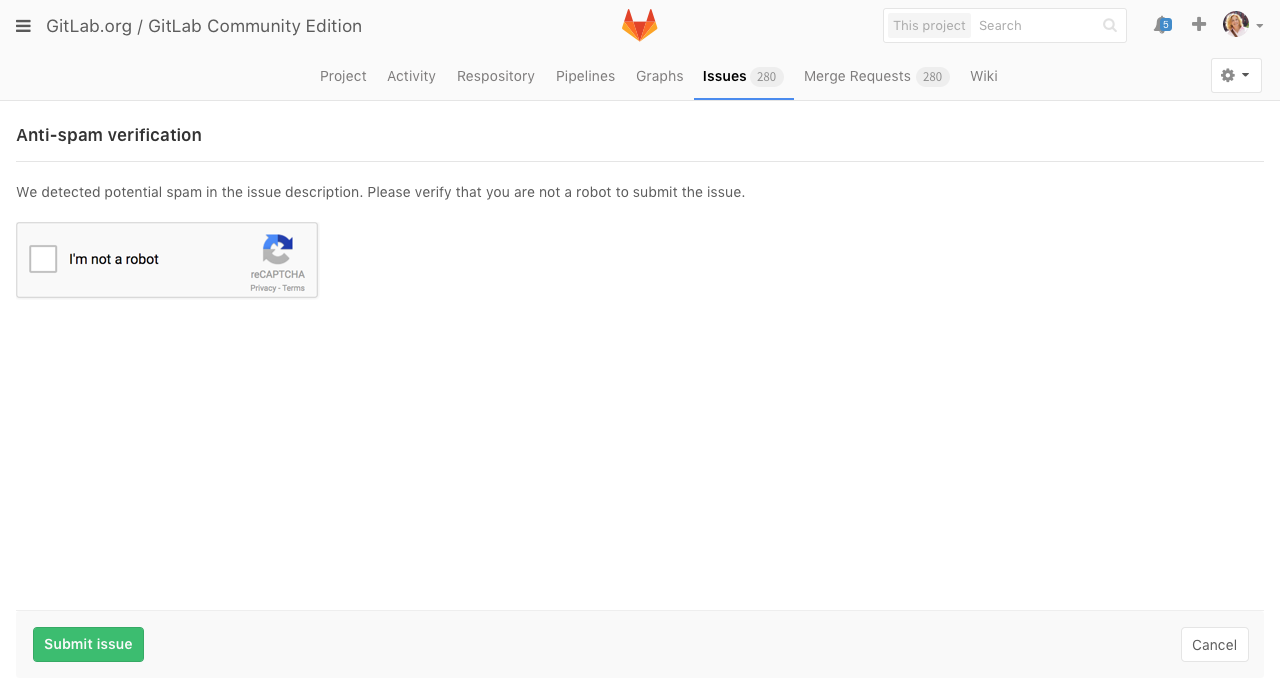 GitLab.org / GitLab Community Edition
This project Search
5
Project Activity Respository Pipelines Graphs Issues 280 Merge Requests 280 Wiki
Anti-spam verification
We detected potential spam in the issue description. Please verify that you are not a robot to submit the issue.
I'm not a robot
reCAPTCHA
Privacy - Terms
Submit issue
Cancel